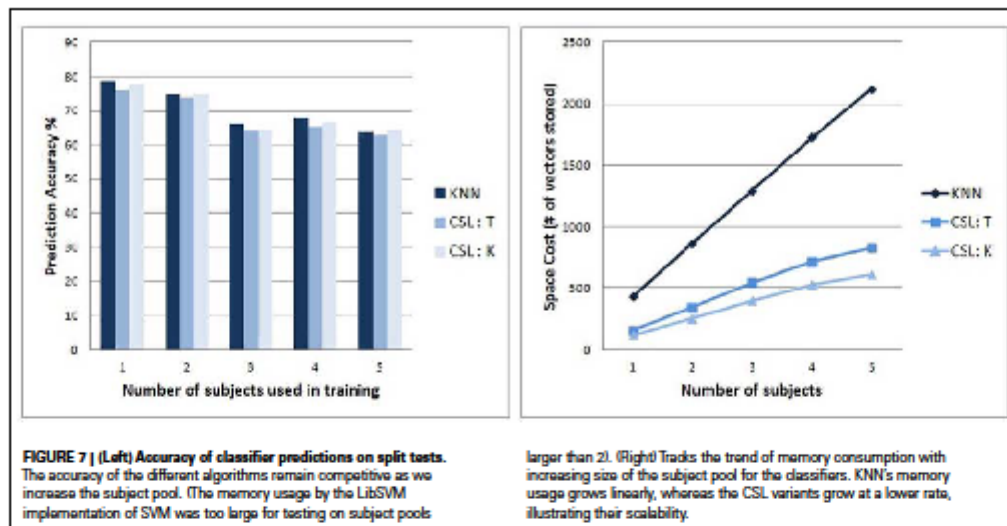 90
80
70
60
50
40
30
20
10
0
Prediction Accuracy %
1 2 3 4 5
Number of subjects used in training
KNN
CSL: T
CSL: K
2500
2000
1500
1000
500
0
Space Cost (# of vectors stored)
1 2 3 4 5
Number of subjects
KNN
CSL: T
CSL: K
FIGURE 7 | (Left) Accuracy of classifier predictions on split tests.
The accuracy of the different algorithms remain competitive as we
increase the subject pool. (The memory usage by the LibSVM
implementation of SVM was too large for testing on subject pools
larger than 2). (Right) Tracks the trend of memory consumption with
increasing size of the subject pool for the classifiers. KNN's memory
usage grows linearly, whereas the CSL variants grow at a lower rate,
illustrating their scalability.